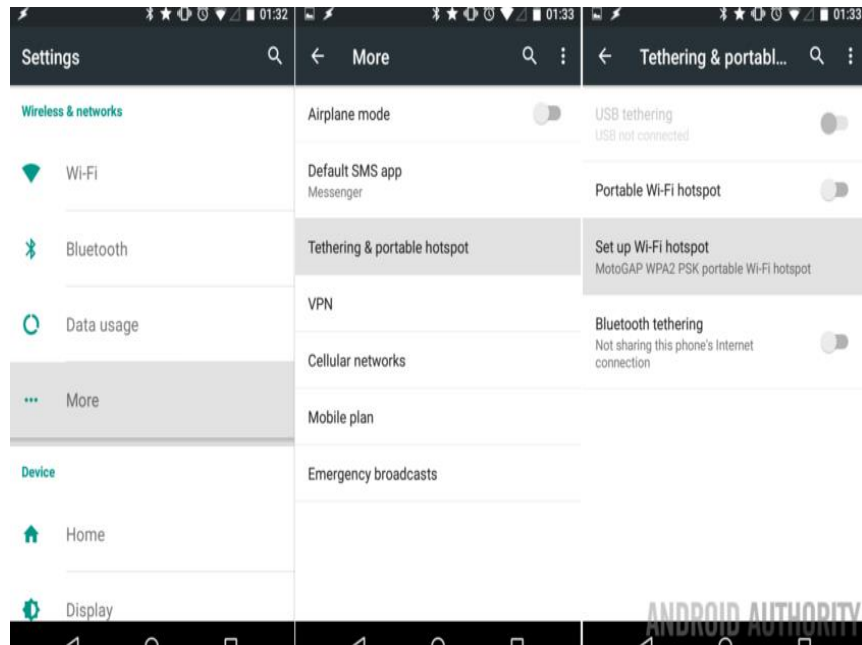 01:32
Settings
Wireless & networks
Wi-Fi
Bluetooth
Data usage
More
Device
Home
Display
01:33
More
Airplane mode
Default SMS app
Messenger
Tethering & portable hotspot
VPN
Cellular networks
Mobile plan
Emergency broadcasts
01:33
Tethering & portabl...
USB tethering
USB not connected
Portable Wi-Fi hotspot
Set up Wi-Fi hotspot
MotoGAP WPA2 PSK portable Wi-Fi hotspot
Bluetooth tethering
Not sharing this phone's Internet
connection
ANDROID AUTHORITY